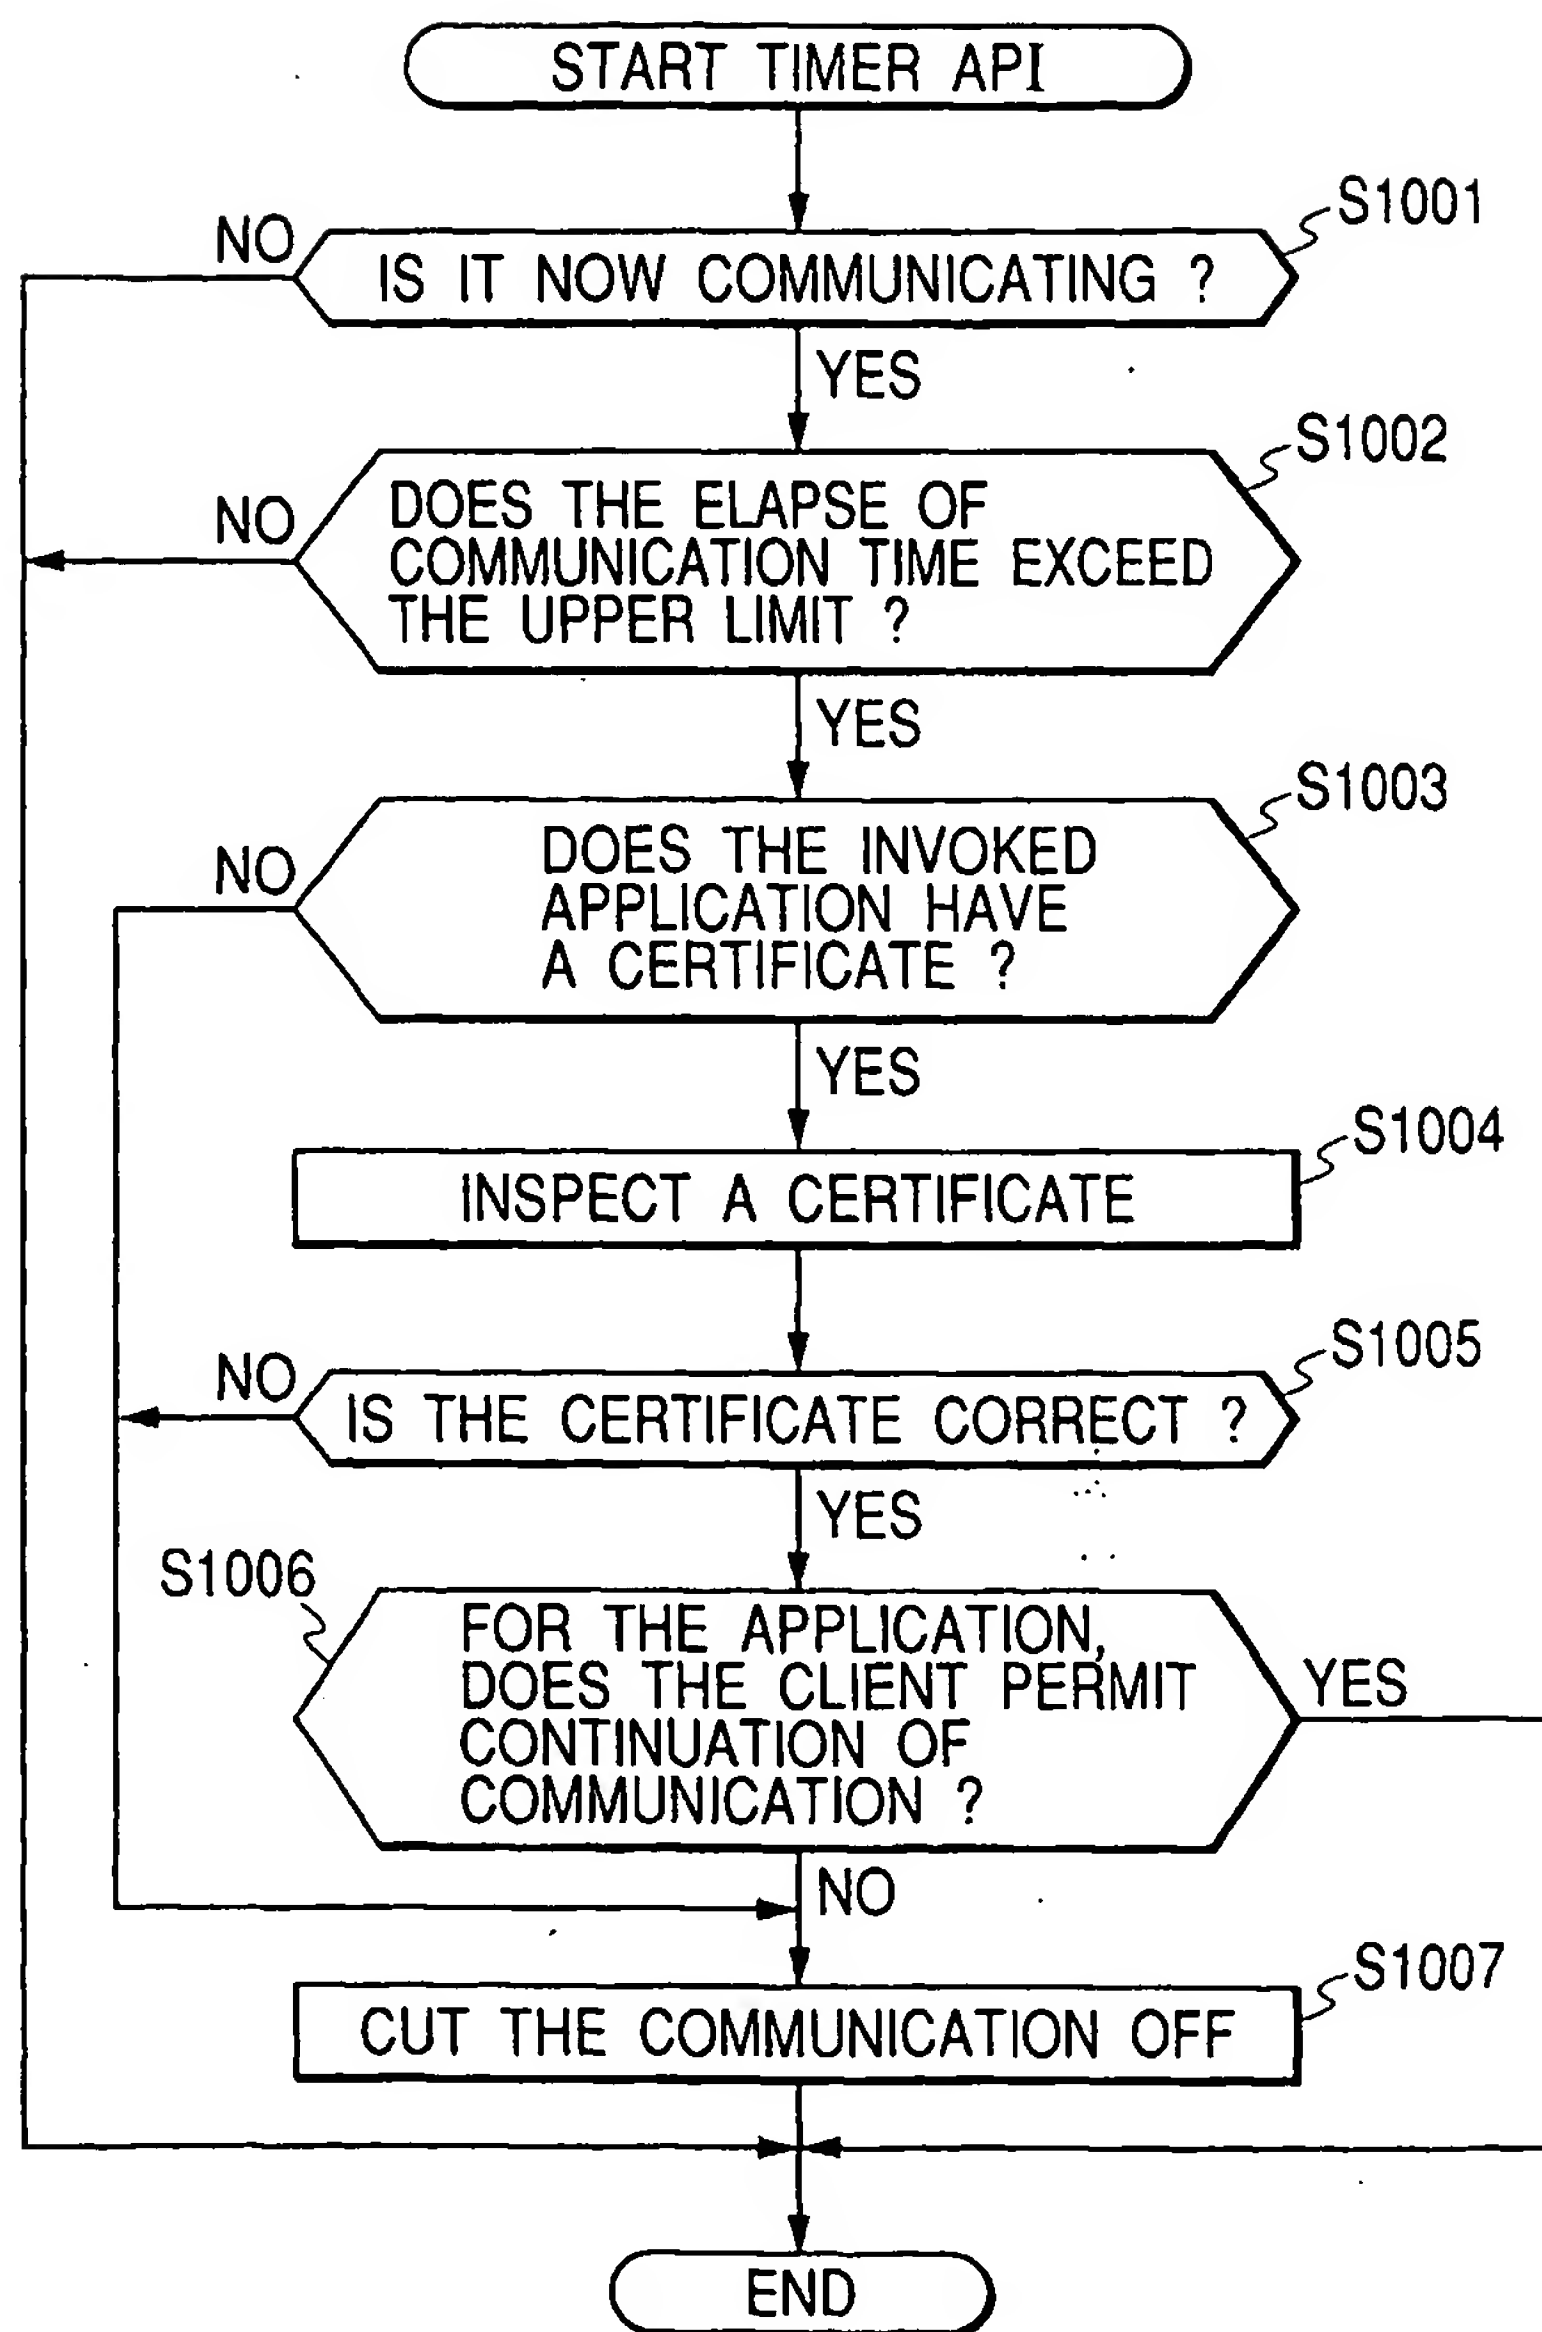 START TIMER API
S1001
NO
IS IT NOW COMMUNICATING ?
YES
S1002
NO
DOES THE ELAPSE OF
COMMUNICATION TIME EXCEED
THE UPPER LIMIT ?
YES
S1003
NO
DOES THE INVOKED
APPLICATION HAVE
A CERTIFICATE ?
YES
S1004
INSPECT A CERTIFICATE
S1005
NO
IS THE CERTIFICATE CORRECT ?
YES
S1006
FOR THE APPLICATION,
DOES THE CLIENT PERMIT
CONTINUATION OF
COMMUNICATION ?
YES
NO
S1007
CUT THE COMMUNICATION OFF
END